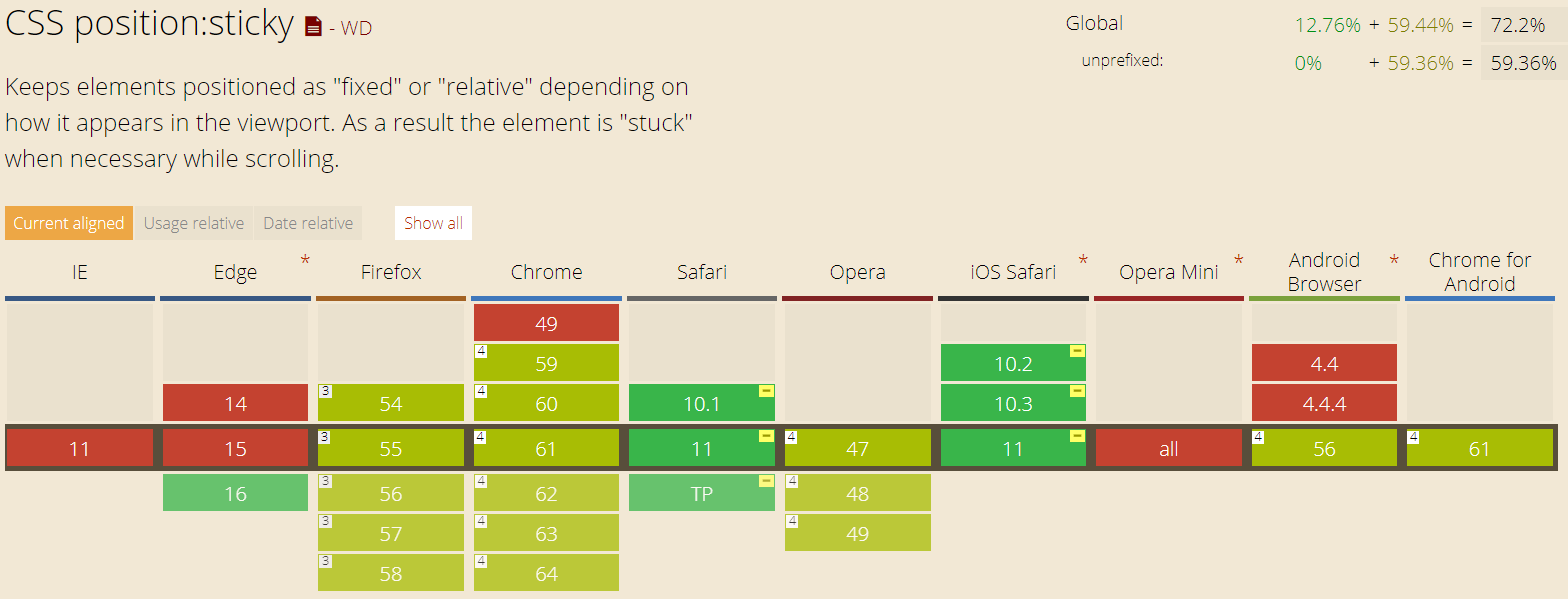 CSS position:sticky - WD
Global 12.76% + 59.44% = 72.2%
unprefixed: 0% + 59.36% = 59.36%
Keeps elements positioned as "fixed" or "relative" depending on
how it appears in the viewport. As a result the element is "stuck"
when necessary while scrolling.
Current aligned Usage relative Date relative Show all
IE Edge * Firefox Chrome Safari Opera iOS Safari * Opera Mini * Android Browser * Chrome for Android
49
4 59 10.2 - 4.4
14 3 54 4 60 10.1 - 10.3 - 4.4.4
11 15 3 55 4 61 11 - 4 47 11 - all 4 56 4 61
16 3 56 4 62 TP - 4 48
3 57 4 63 4 49
3 58 4 64